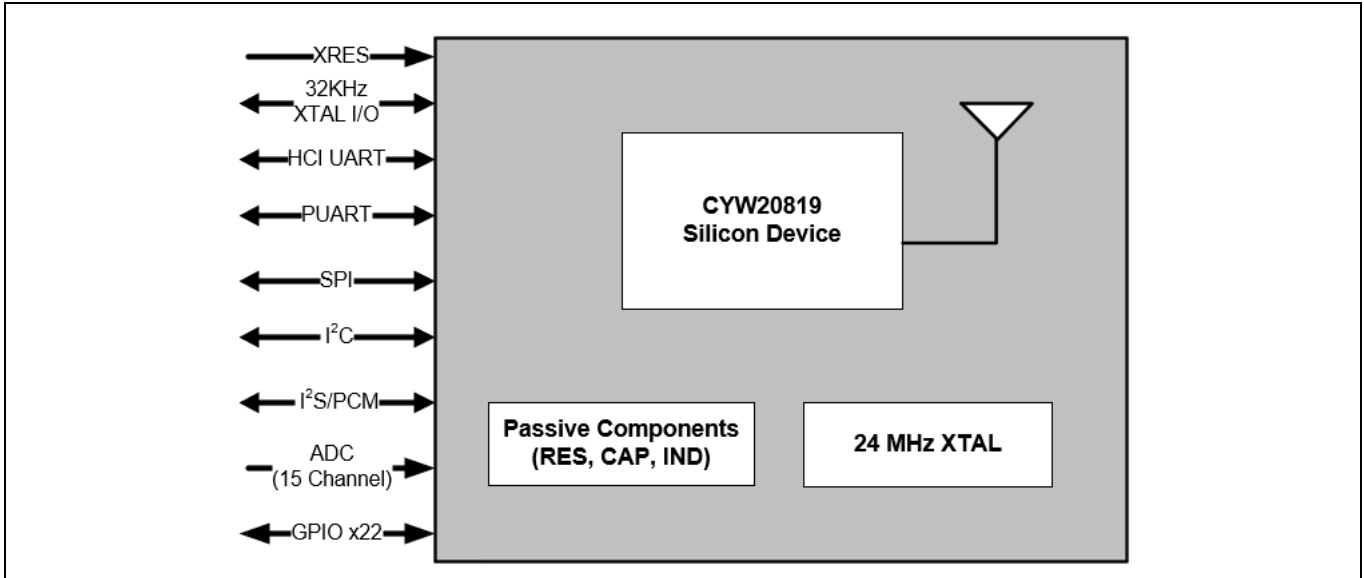 XRES
32KHz
XTAL I/O
HCI UART
PUART
SPI
I²C
I²S/PCM
ADC
(15 Channel)
GPIO x22
CYW20819
Silicon Device
Passive Components
(RES, CAP, IND)
24 MHz XTAL